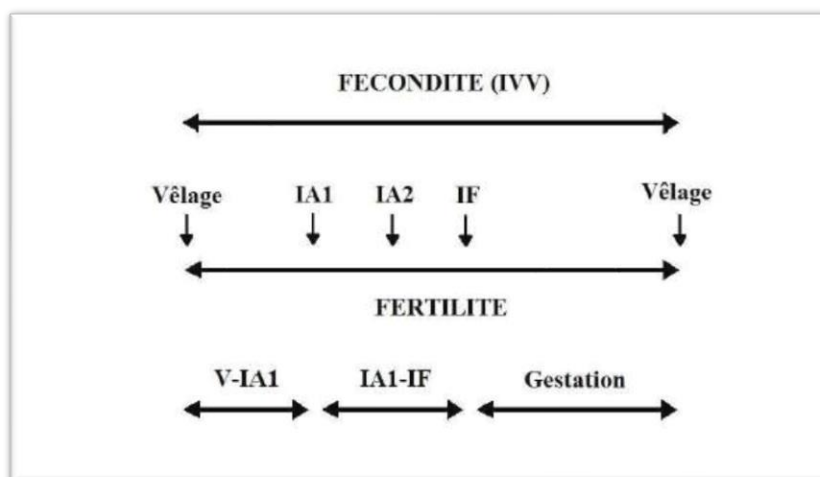 FECONDITE (IVV)
Vêlage IA1 IA2 IF Vêlage
FERTILITE
V-IA1 IA1-IF Gestation